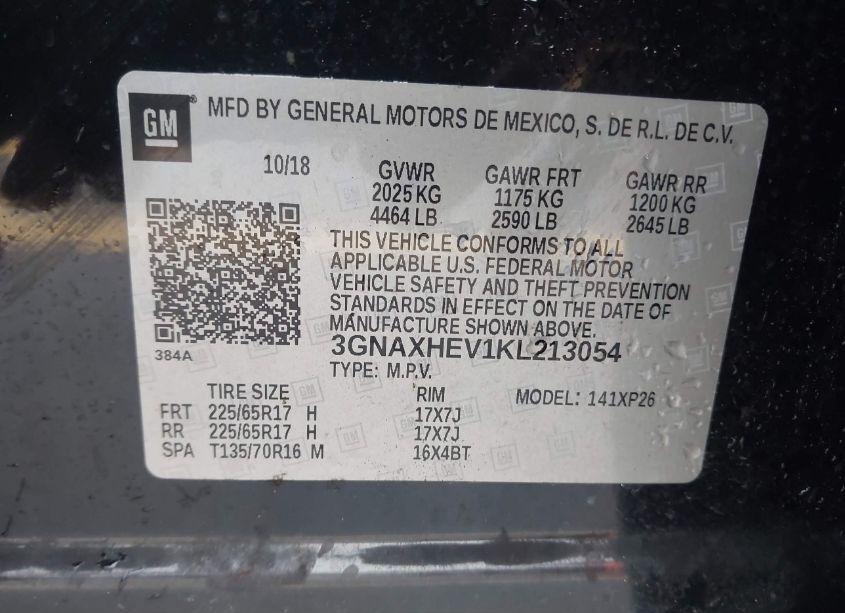 GM ® MFD BY GENERAL MOTORS DE MEXICO, S. DE R.L. DE C.V.
10/18 GVWR GAWR FRT GAWR RR
2025 KG 1175 KG 1200 KG
4464 LB 2590 LB 2645 LB
THIS VEHICLE CONFORMS TO ALL
APPLICABLE U.S. FEDERAL MOTOR
VEHICLE SAFETY AND THEFT PREVENTION
STANDARDS IN EFFECT ON THE DATE OF
MANUFACTURE SHOWN ABOVE.
384A 3GNAXHEV1KL213054
TYPE: M.P.V.
TIRE SIZE RIM MODEL: 141XP26
FRT 225/65R17 H 17X7J
RR 225/65R17 H 17X7J
SPA T135/70R16 M 16X4BT